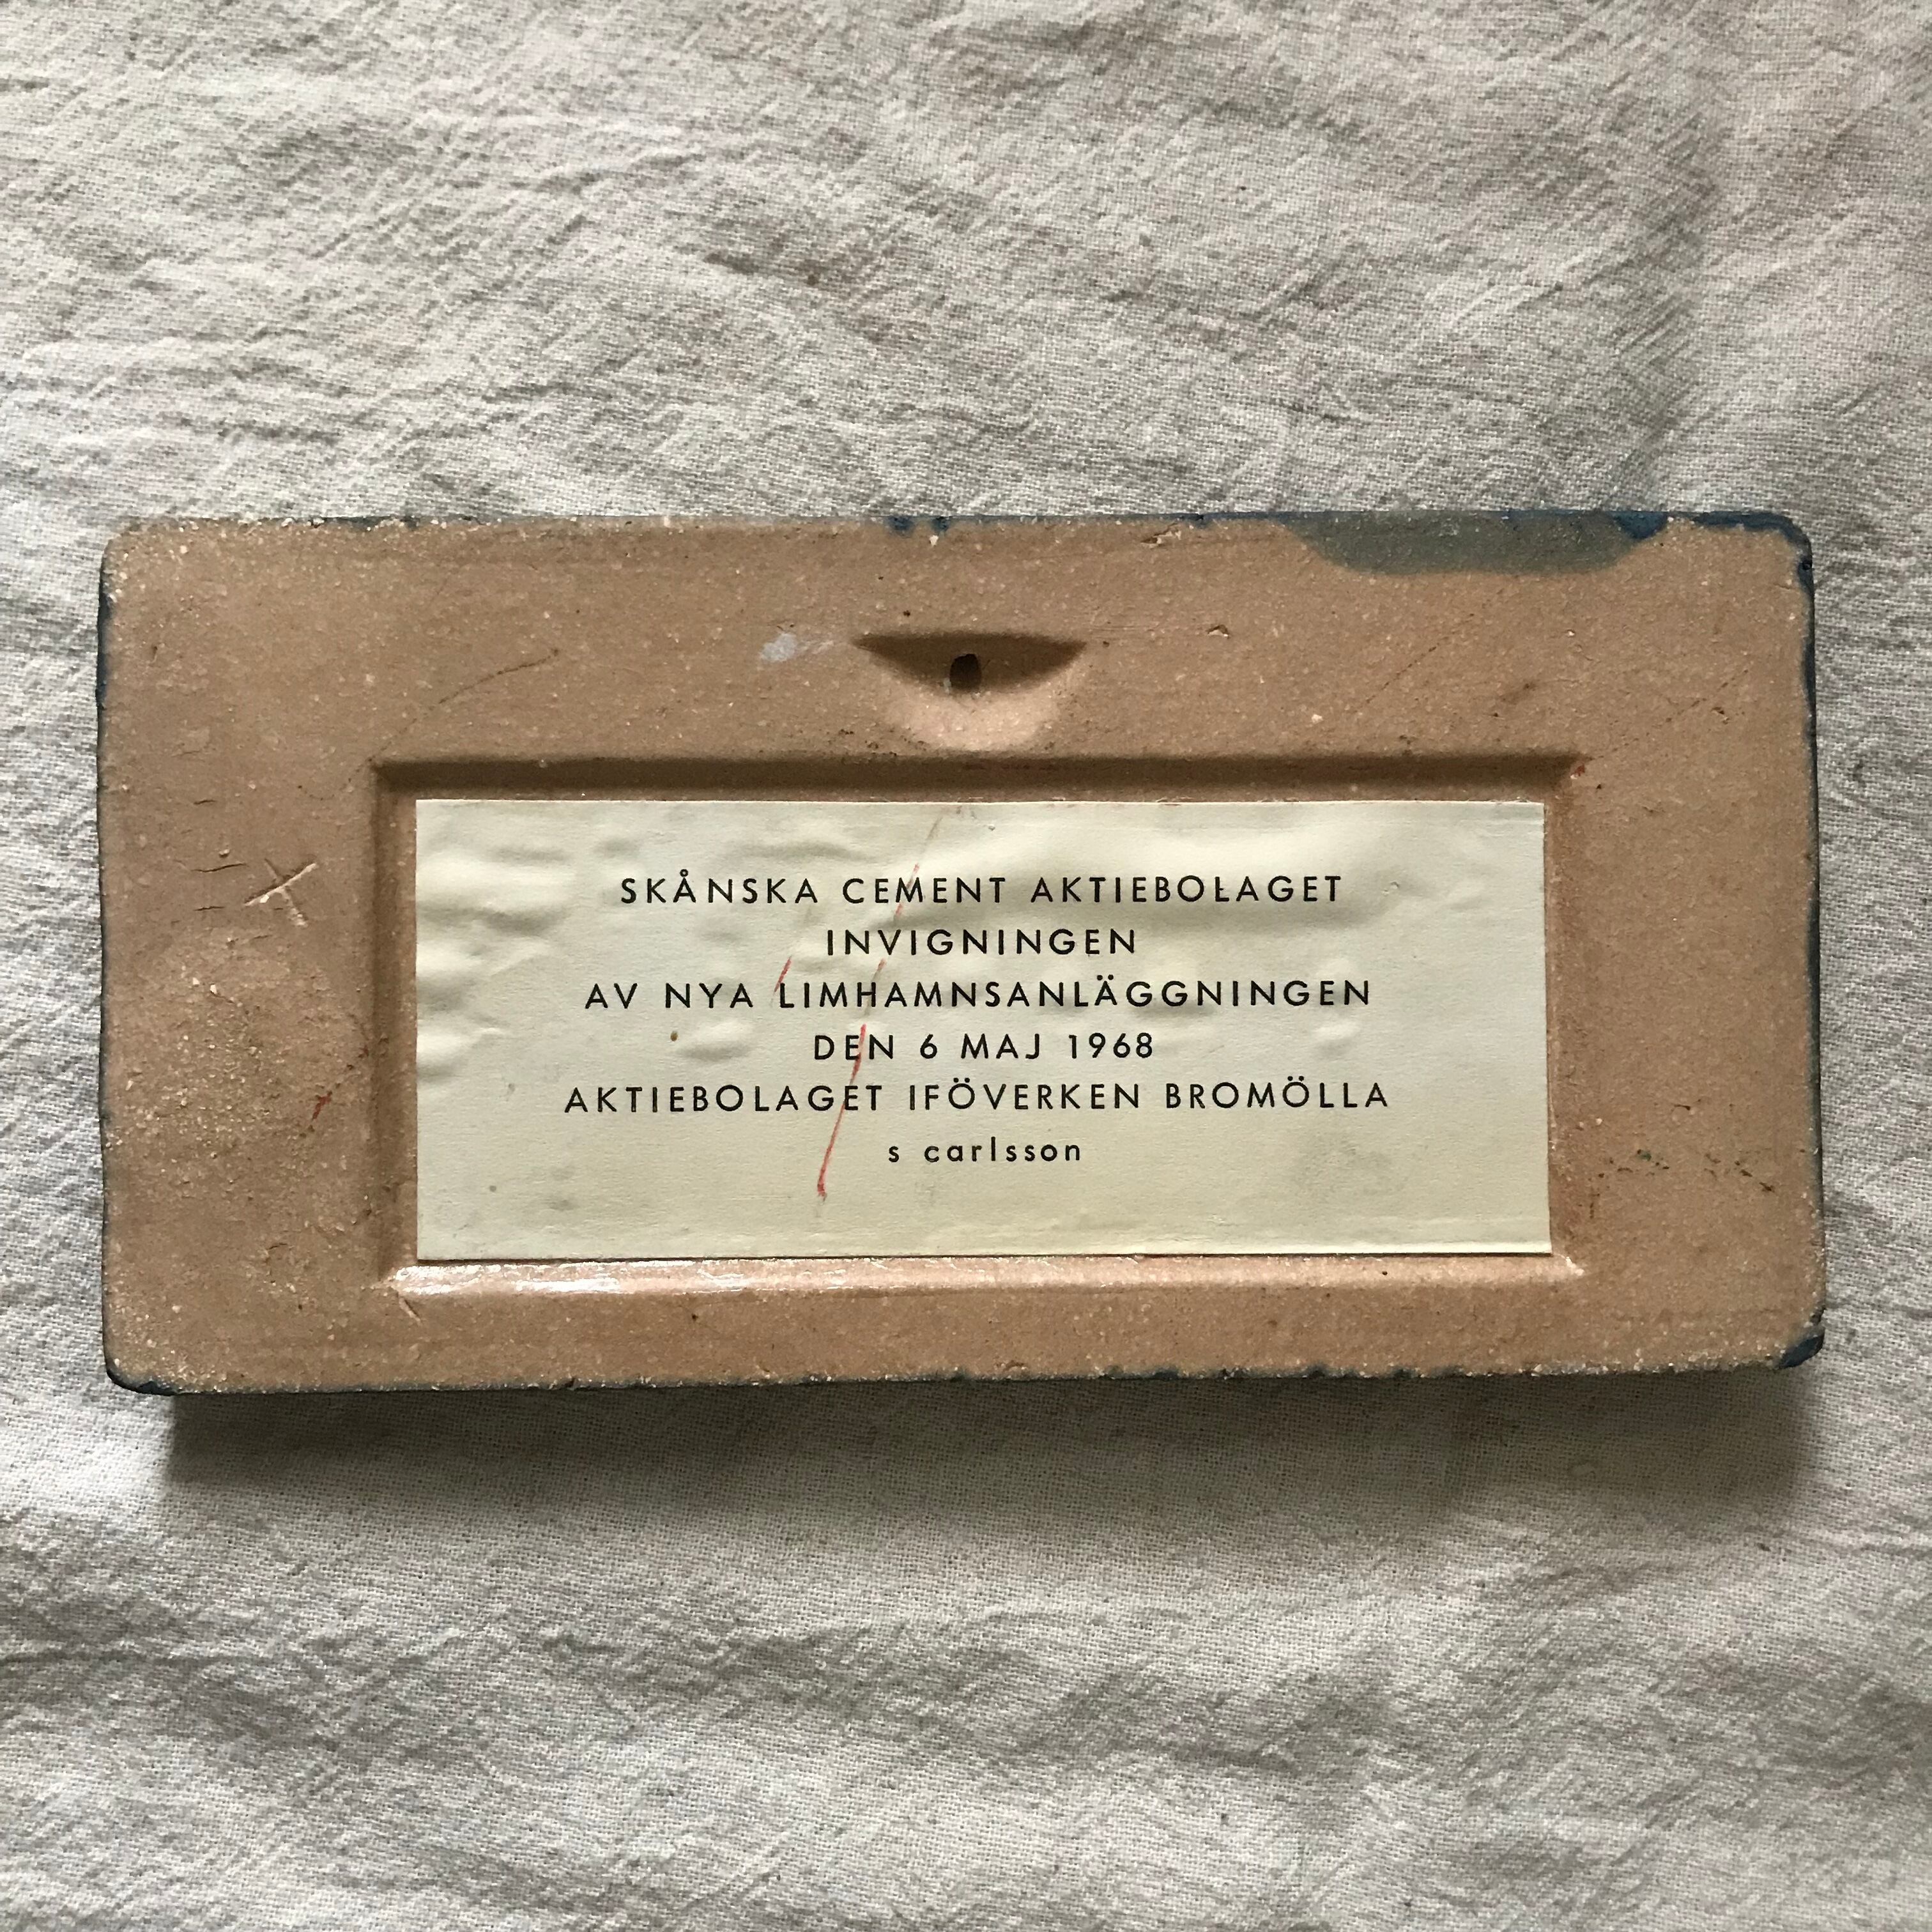 SKÅNSKA CEMENT AKTIEBOLAGET
INVIGNINGEN
AV NYA LIMHAMNSANLÄGGNINGEN
DEN 6 MAJ 1968
AKTIEBOLAGET IFÖVERKEN BROMÖLLA
s carlsson